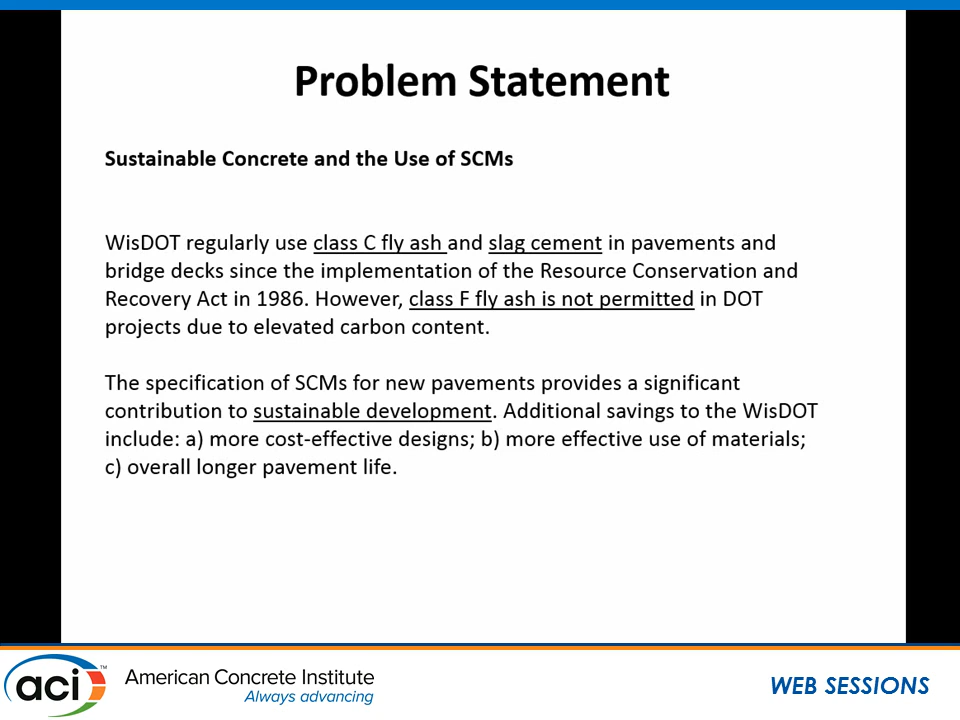 Problem Statement
Sustainable Concrete and the Use of SCMs
WisDOT regularly use class C fly ash and slag cement in pavements and
bridge decks since the implementation of the Resource Conservation and
Recovery Act in 1986. However, class F fly ash is not permitted in DOT
projects due to elevated carbon content.
The specification of SCMs for new pavements provides a significant
contribution to sustainable development. Additional savings to the WisDOT
include: a) more cost-effective designs; b) more effective use of materials;
c) overall longer pavement life.
aci™
American Concrete Institute
Always advancing
WEB SESSIONS